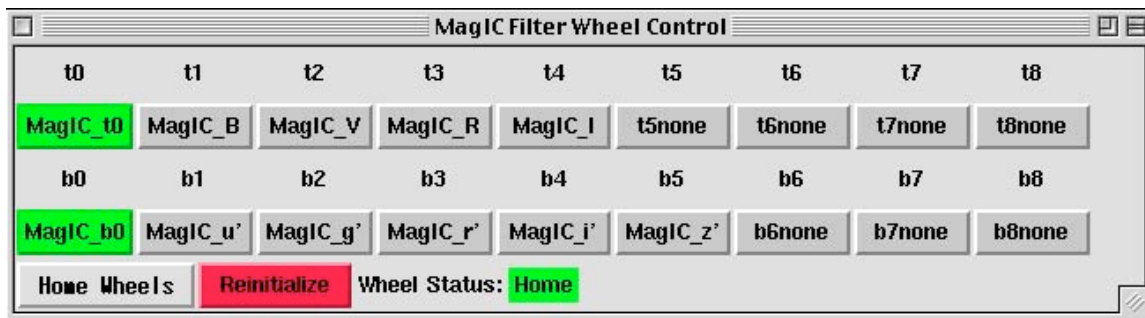 MagIC Filter Wheel Control
t0 t1 t2 t3 t4 t5 t6 t7 t8
MagIC_t0 MagIC_B MagIC_V MagIC_R MagIC_I t5none t6none t7none t8none
b0 b1 b2 b3 b4 b5 b6 b7 b8
MagIC_b0 MagIC_u' MagIC_g' MagIC_r' MagIC_i' MagIC_z' b6none b7none b8none
Home Wheels Reinitialize Wheel Status: Home